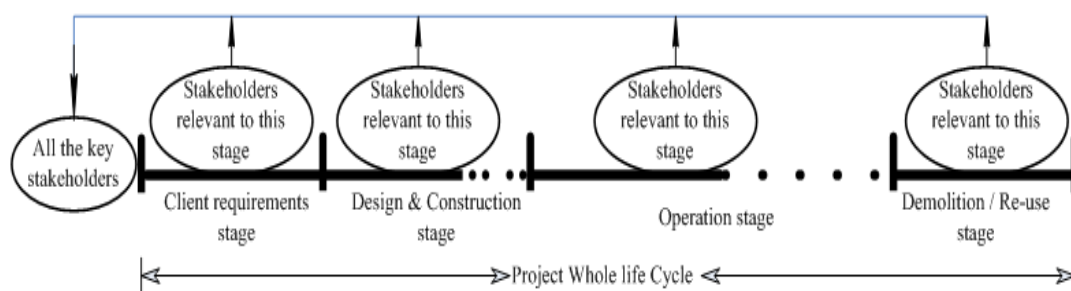 Stakeholders
relevant to this
stage
Stakeholders
relevant to this
stage
Stakeholders
relevant to this
stage
Stakeholders
relevant to this
stage
All the key
stakeholders
Client requirements
stage
Design & Construction
stage
Operation stage
Demolition / Re-use
stage
Project Whole life Cycle